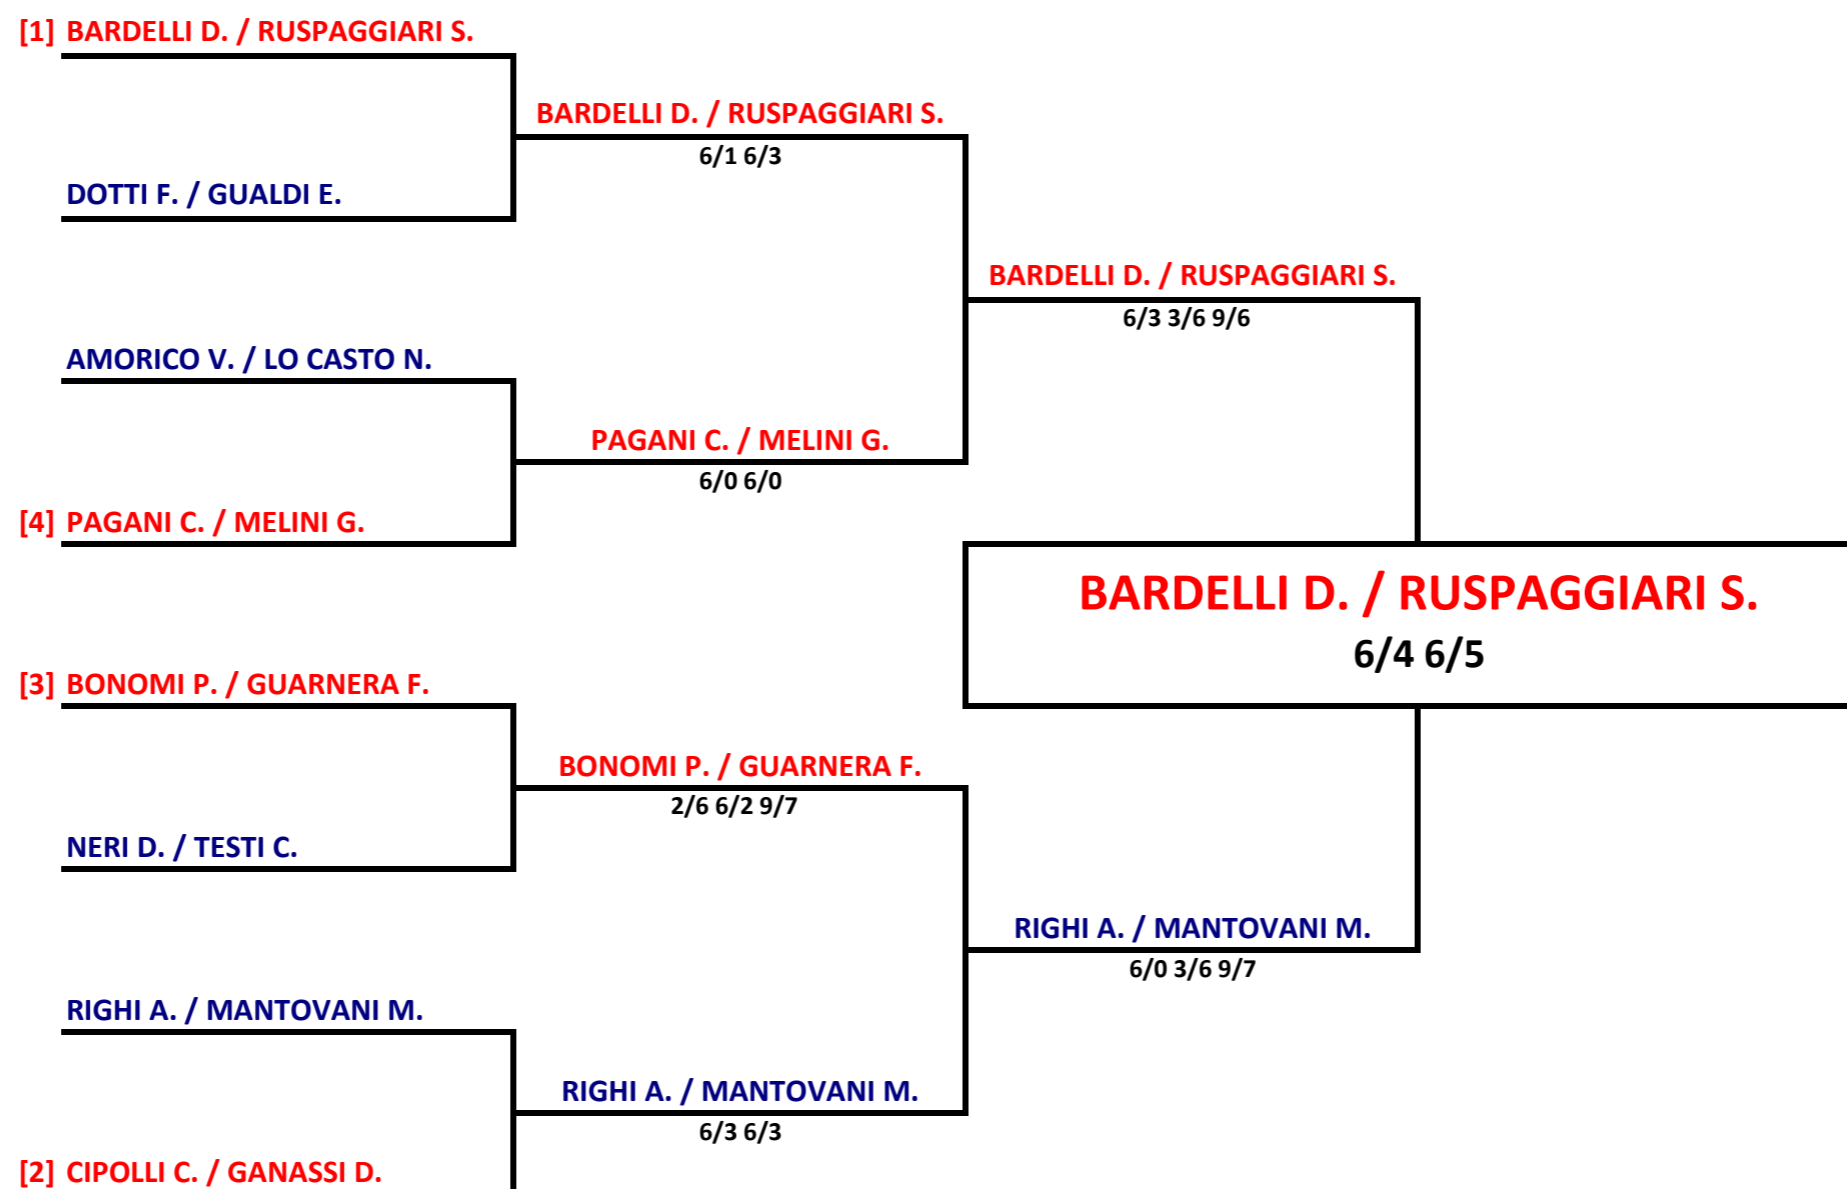 [1] BARDELLI D. / RUSPAGGIARI S.
BARDELLI D. / RUSPAGGIARI S.
6/1 6/3
DOTTI F. / GUALDI E.
BARDELLI D. / RUSPAGGIARI S.
6/3 3/6 9/6
AMORICO V. / LO CASTO N.
PAGANI C. / MELINI G.
6/0 6/0
[4] PAGANI C. / MELINI G.
BARDELLI D. / RUSPAGGIARI S.
6/4 6/5
[3] BONOMI P. / GUARNERA F.
BONOMI P. / GUARNERA F.
2/6 6/2 9/7
NERI D. / TESTI C.
RIGHI A. / MANTOVANI M.
6/0 3/6 9/7
RIGHI A. / MANTOVANI M.
RIGHI A. / MANTOVANI M.
6/3 6/3
[2] CIPOLLI C. / GANASSI D.